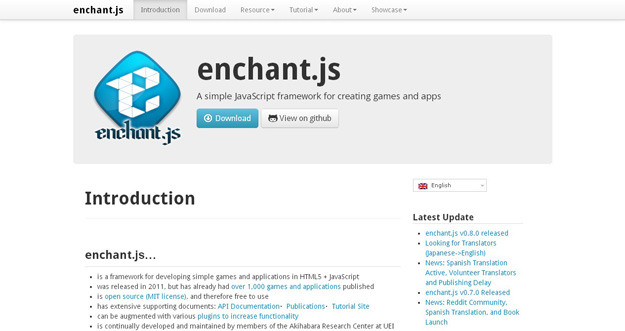 enchant.js Introduction Download Resource Tutorial About Showcase
enchant.js
A simple JavaScript framework for creating games and apps
Download View on github
enchant.js
English
Introduction
Latest Update
enchant.js v0.8.0 released
Looking for Translators
(Japanese->English)
News: Spanish Translation
Active, Volunteer Translators
and Publishing Delay
enchant.js v0.7.0 Released
News: Reddit Community,
Spanish Translation, and Book
Launch
enchant.js...
is a framework for developing simple games and applications in HTML5 + JavaScript
was released in 2011, but has already had over 1,000 games and applications published
is open source (MIT license), and therefore free to use
has extensive supporting documents: API Documentation・ Publications・ Tutorial Site
can be augmented with various plugins to increase functionality
is continually developed and maintained by members of the Akihabara Research Center at UEI